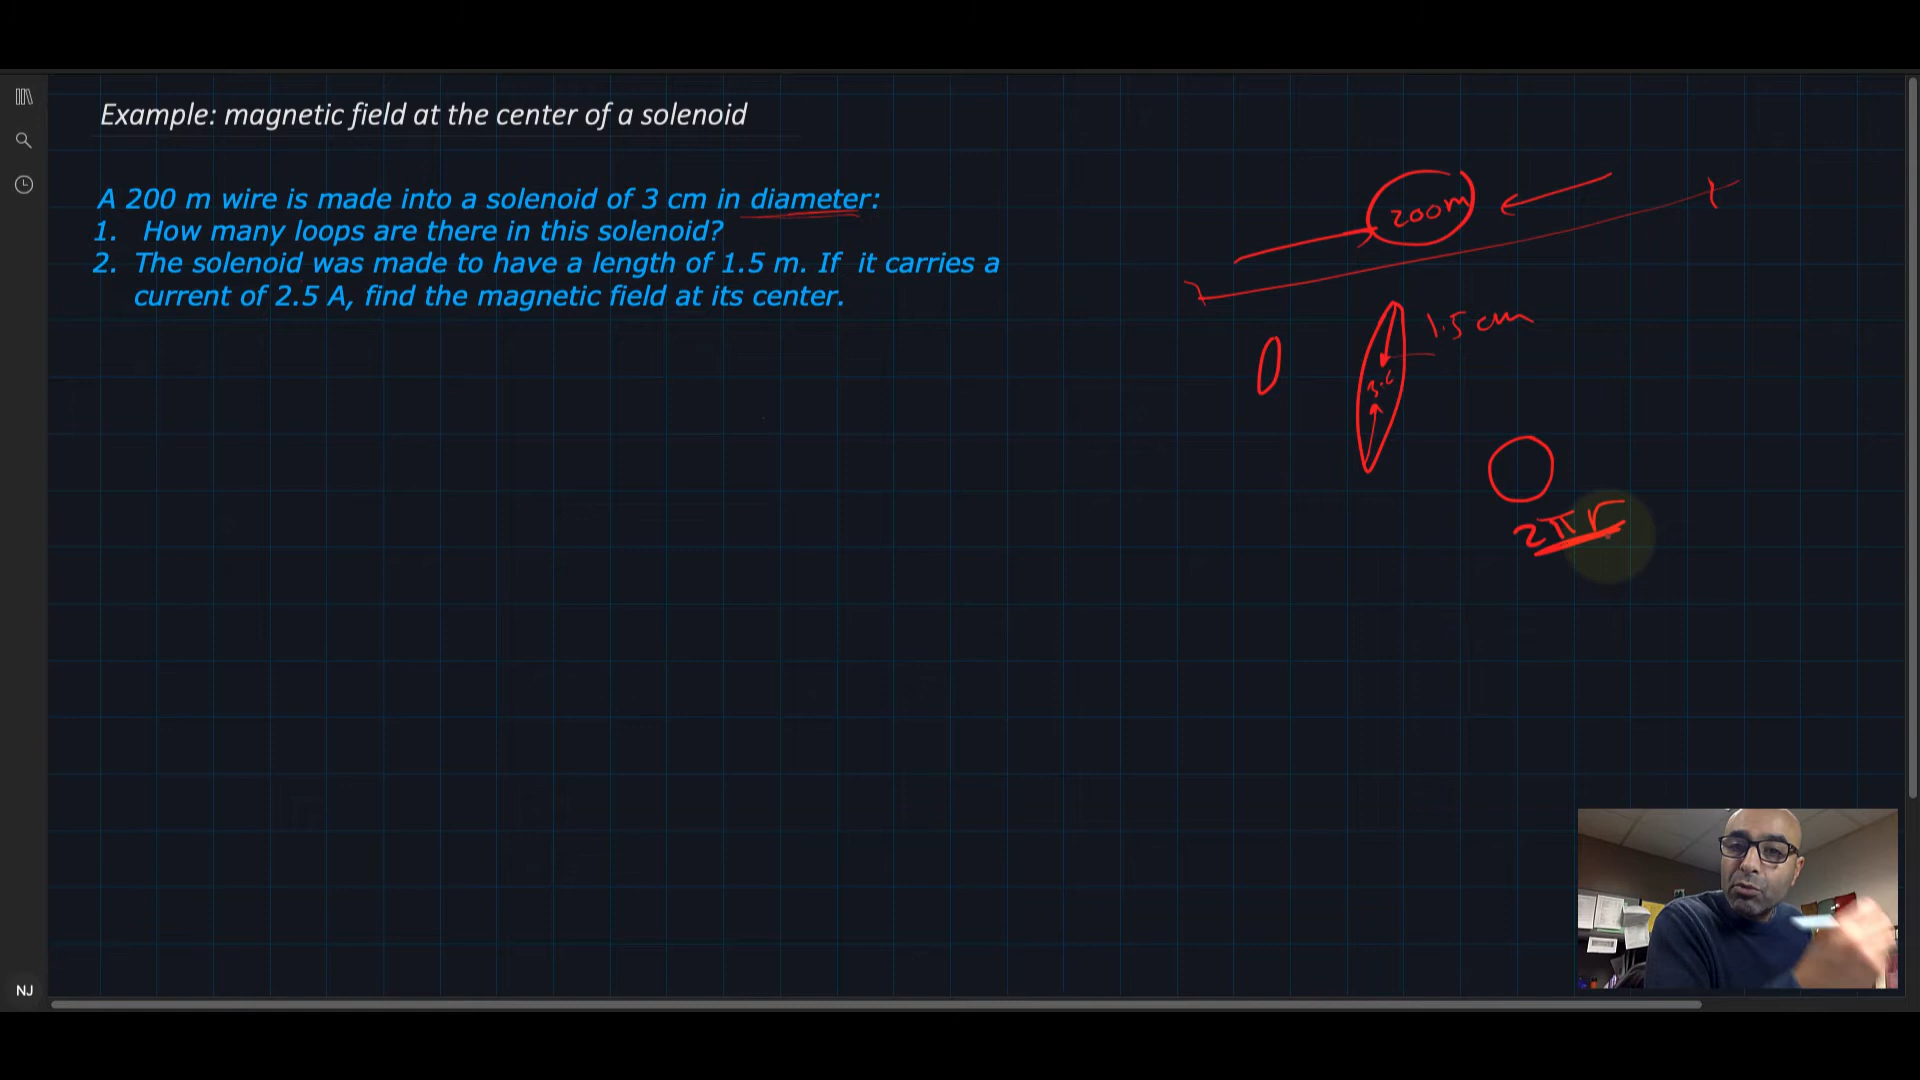 Example: magnetic field at the center of a solenoid
A 200 m wire is made into a solenoid of 3 cm in diameter:
1. How many loops are there in this solenoid?
2. The solenoid was made to have a length of 1.5 m. If it carries a
current of 2.5 A, find the magnetic field at its center.
200m
1.5 cm
2πr
NJ